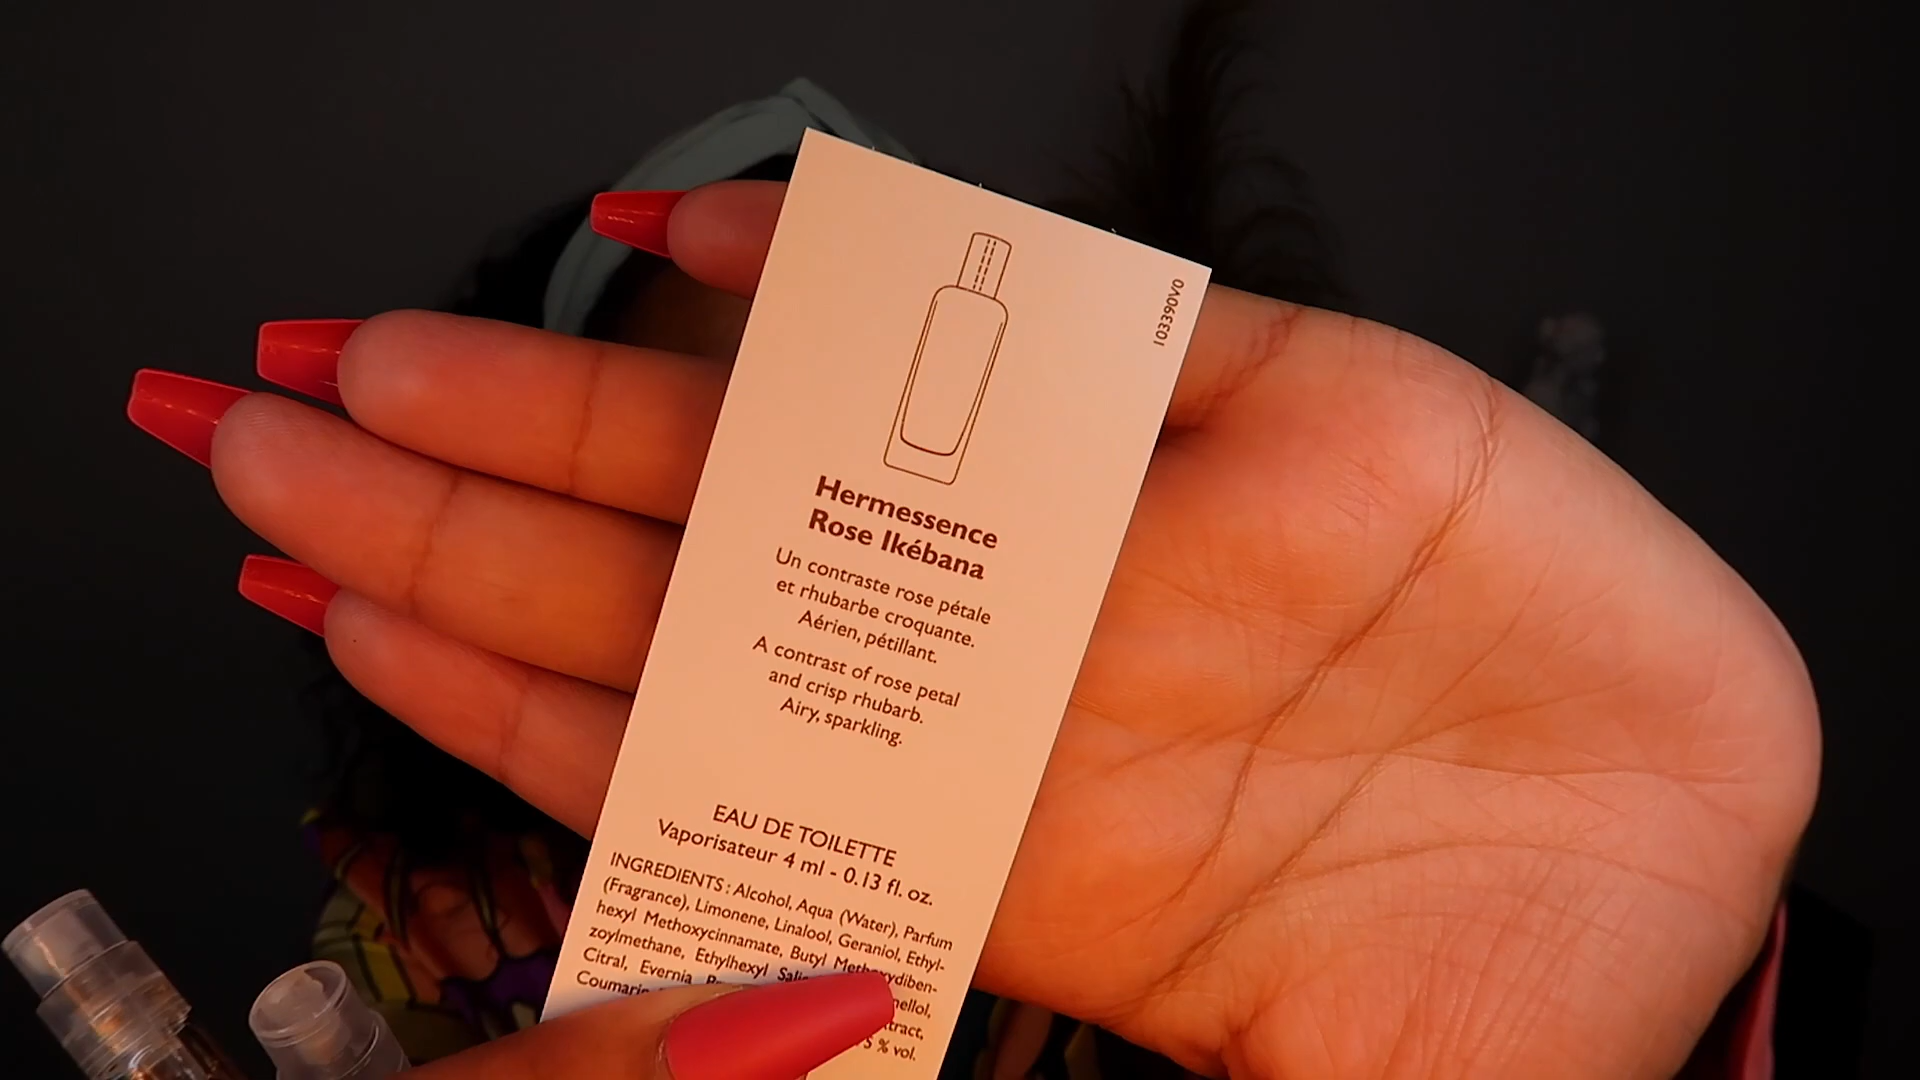 103390V0
Hermessence
Rose Ikébana
Un contraste rose pétale
et rhubarbe croquante.
Aérien, pétillant.
A contrast of rose petal
and crisp rhubarb.
Airy, sparkling.
EAU DE TOILETTE
Vaporisateur 4 ml - 0.13 fl. oz.
INGREDIENTS : Alcohol, Aqua (Water), Parfum
(Fragrance), Limonene, Linalool, Geraniol, Ethyl-
hexyl Methoxycinnamate, Butyl Methoxydiben-
zoylmethane, Ethylhexyl
Citral, Evernia
% vol.